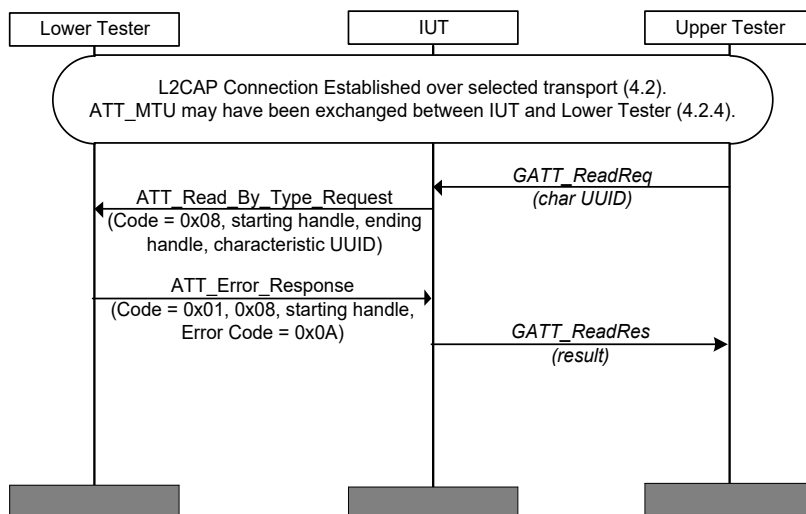 Lower Tester
IUT
Upper Tester
L2CAP Connection Established over selected transport (4.2).
ATT_MTU may have been exchanged between IUT and Lower Tester (4.2.4).
GATT_ReadReq
(char UUID)
ATT_Read_By_Type_Request
(Code = 0x08, starting handle, ending
handle, characteristic UUID)
ATT_Error_Response
(Code = 0x01, 0x08, starting handle,
Error Code = 0x0A)
GATT_ReadRes
(result)